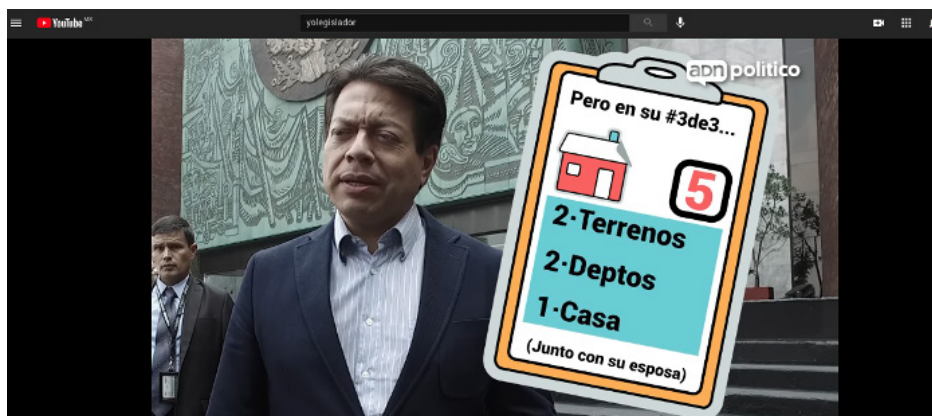 YouTube MX
yolegislador
ADN político
Pero en su #3de3...
5
2·Terrenos
2·Deptos
1·Casa
(Junto con su esposa)